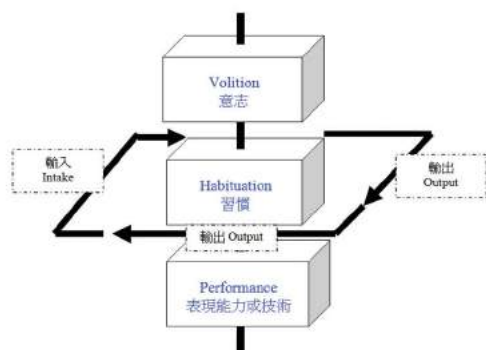 Volition
意志
輸入
Intake
Habituation
習慣
輸出
Output
輸出 Output
Performance
表現能力或技術